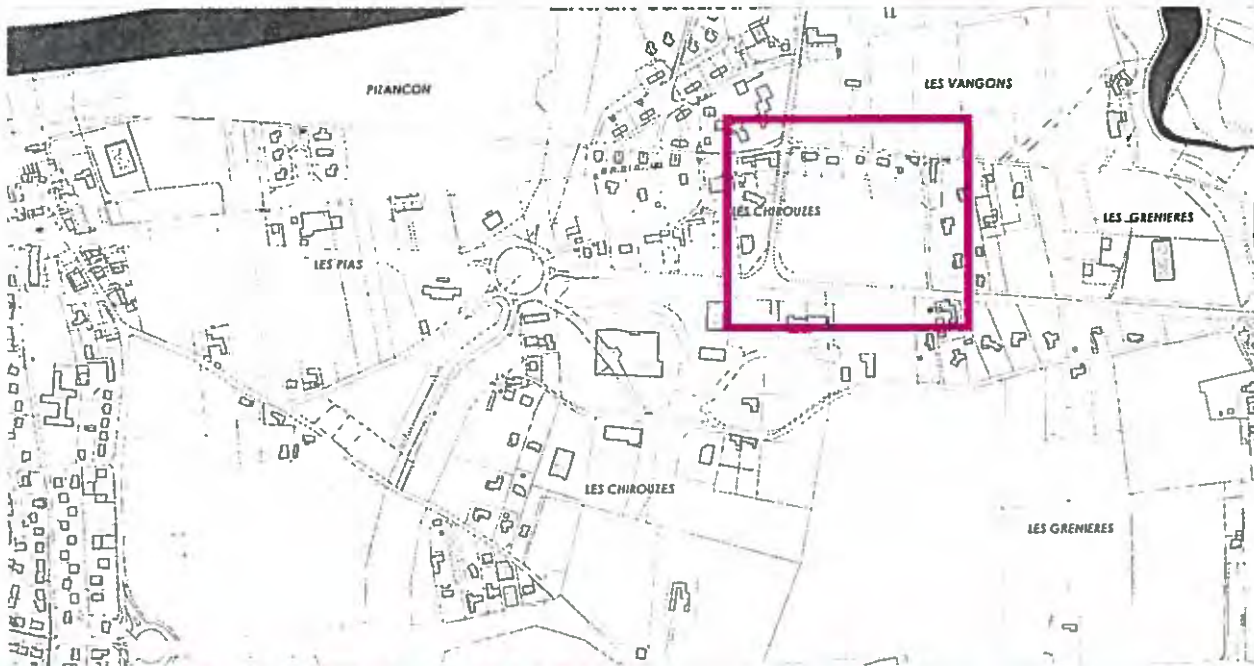 PIZANCON
LES VANGONS
LES CHIROUZES
LES GRENIERES
LES PIAS
LES CHIROUZES
LES GRENIERES